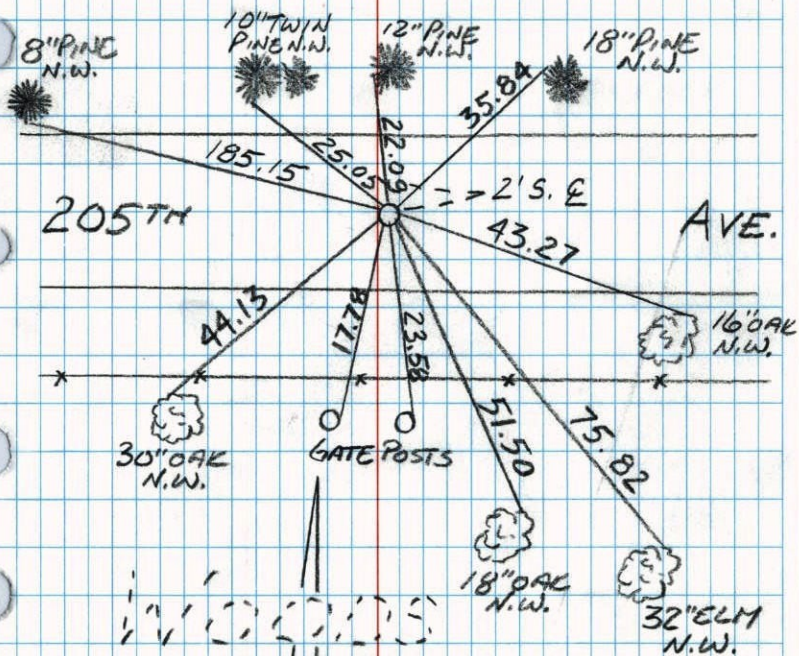 8" PINE
N.W.
10" TWIN
PINE N.W.
12" PINE
N.W.
18" PINE
N.W.
185.15
25.05
22.09
35.84
2' S. ℄
205TH
AVE.
43.27
44.13
17.78
23.58
16" OAK
N.W.
51.50
75.82
30" OAK
N.W.
GATE POSTS
18" OAK
N.W.
32" ELM
N.W.
WOODS